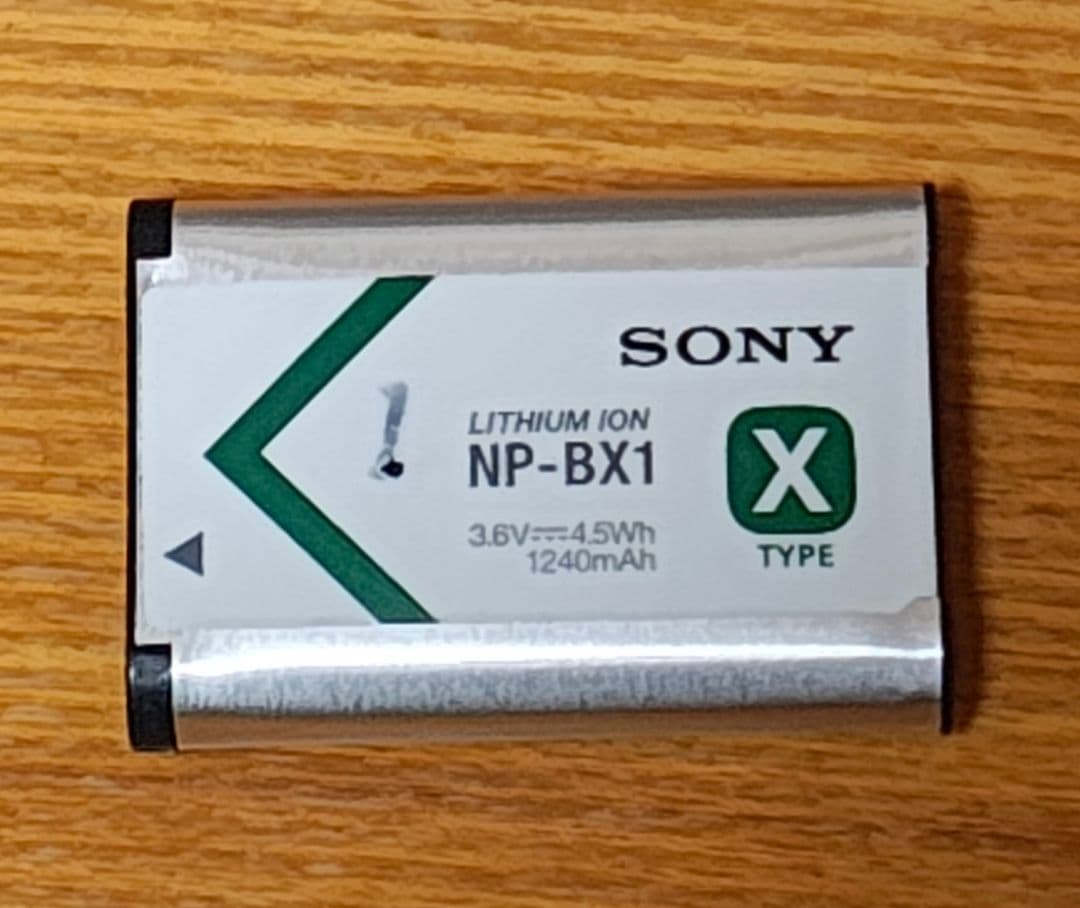 SONY
!
LITHIUM ION
NP-BX1
X
3.6V⎓4.5Wh
1240mAh
TYPE